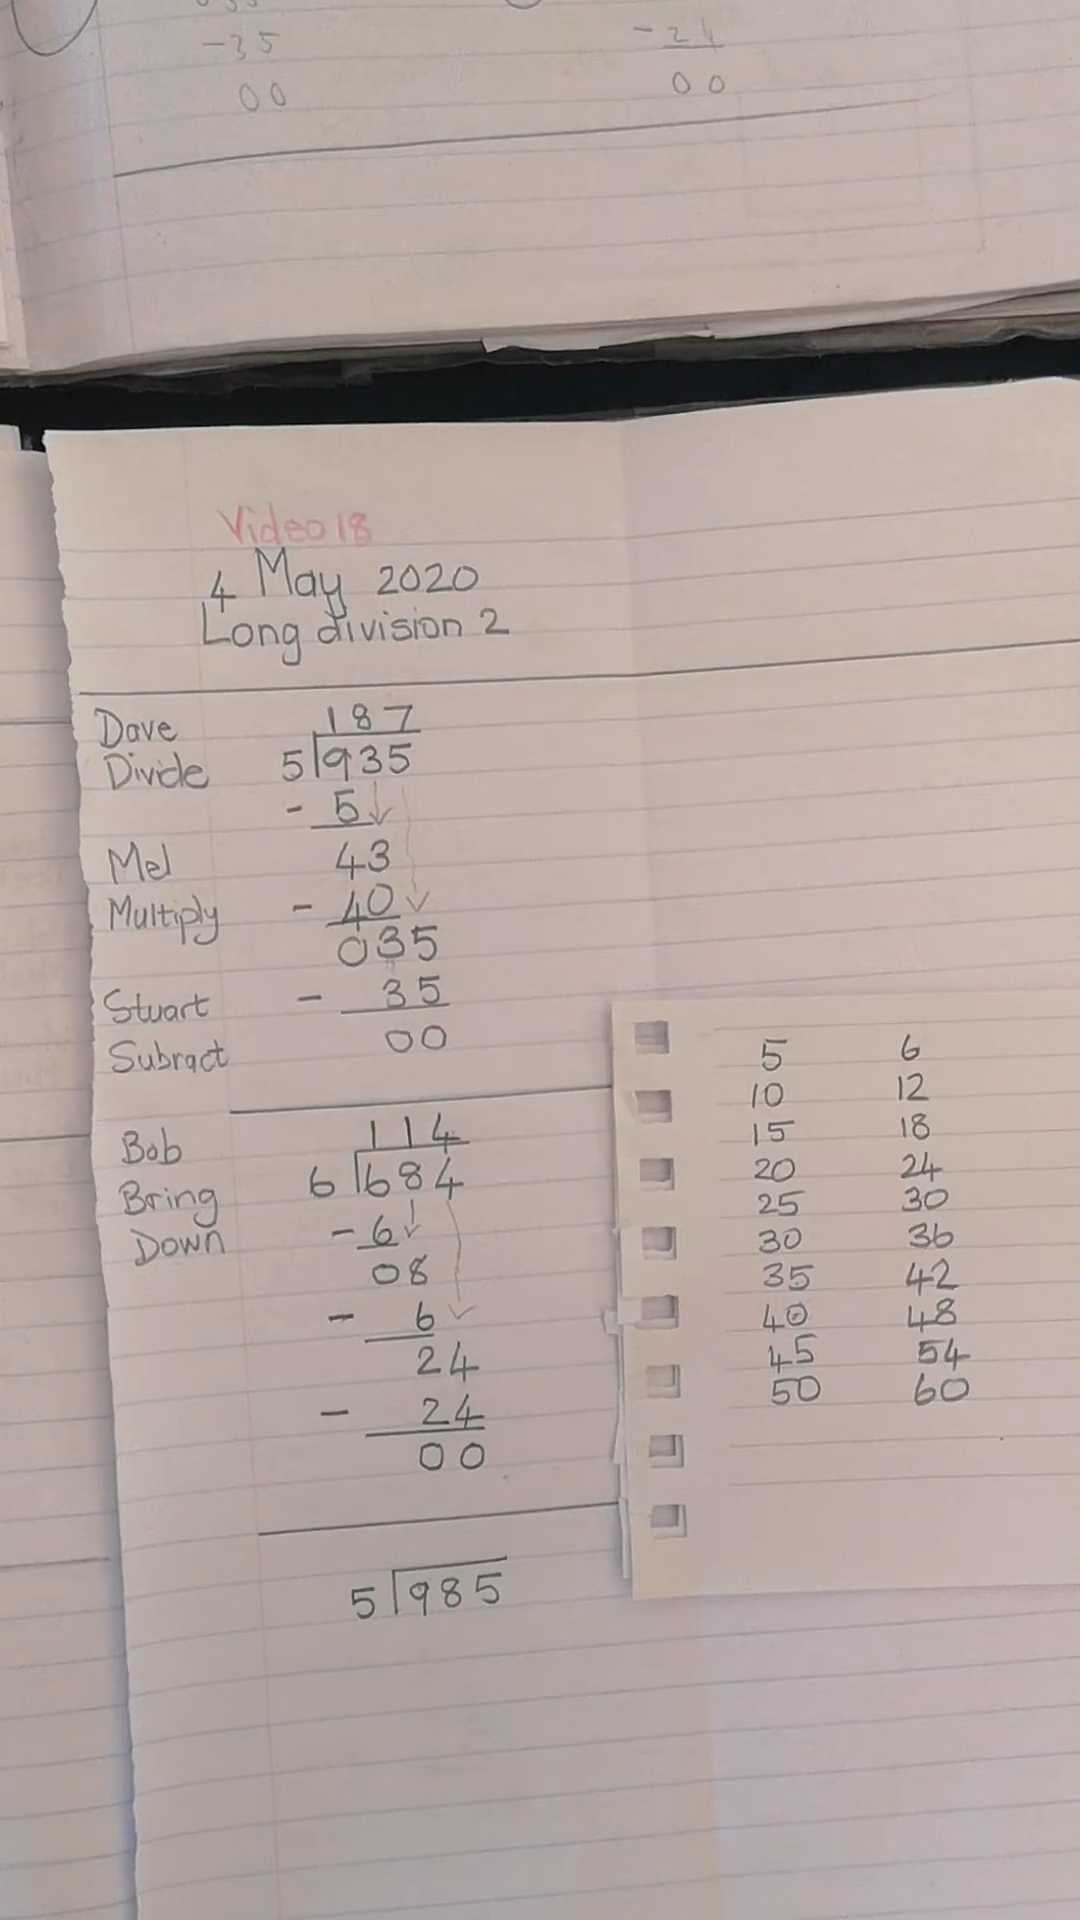 -35
00
-24
00
Video 18
4 May 2020
Long division 2
Dave
Divide
Mel
Multiply
Stuart
Subract
187
5 935
- 5
43
- 40
035
- 35
00
Bob
Bring
Down
114
6 684
- 6
08
- 6
24
- 24
00
5 985
5 6
10 12
15 18
20 24
25 30
30 36
35 42
40 48
45 54
50 60